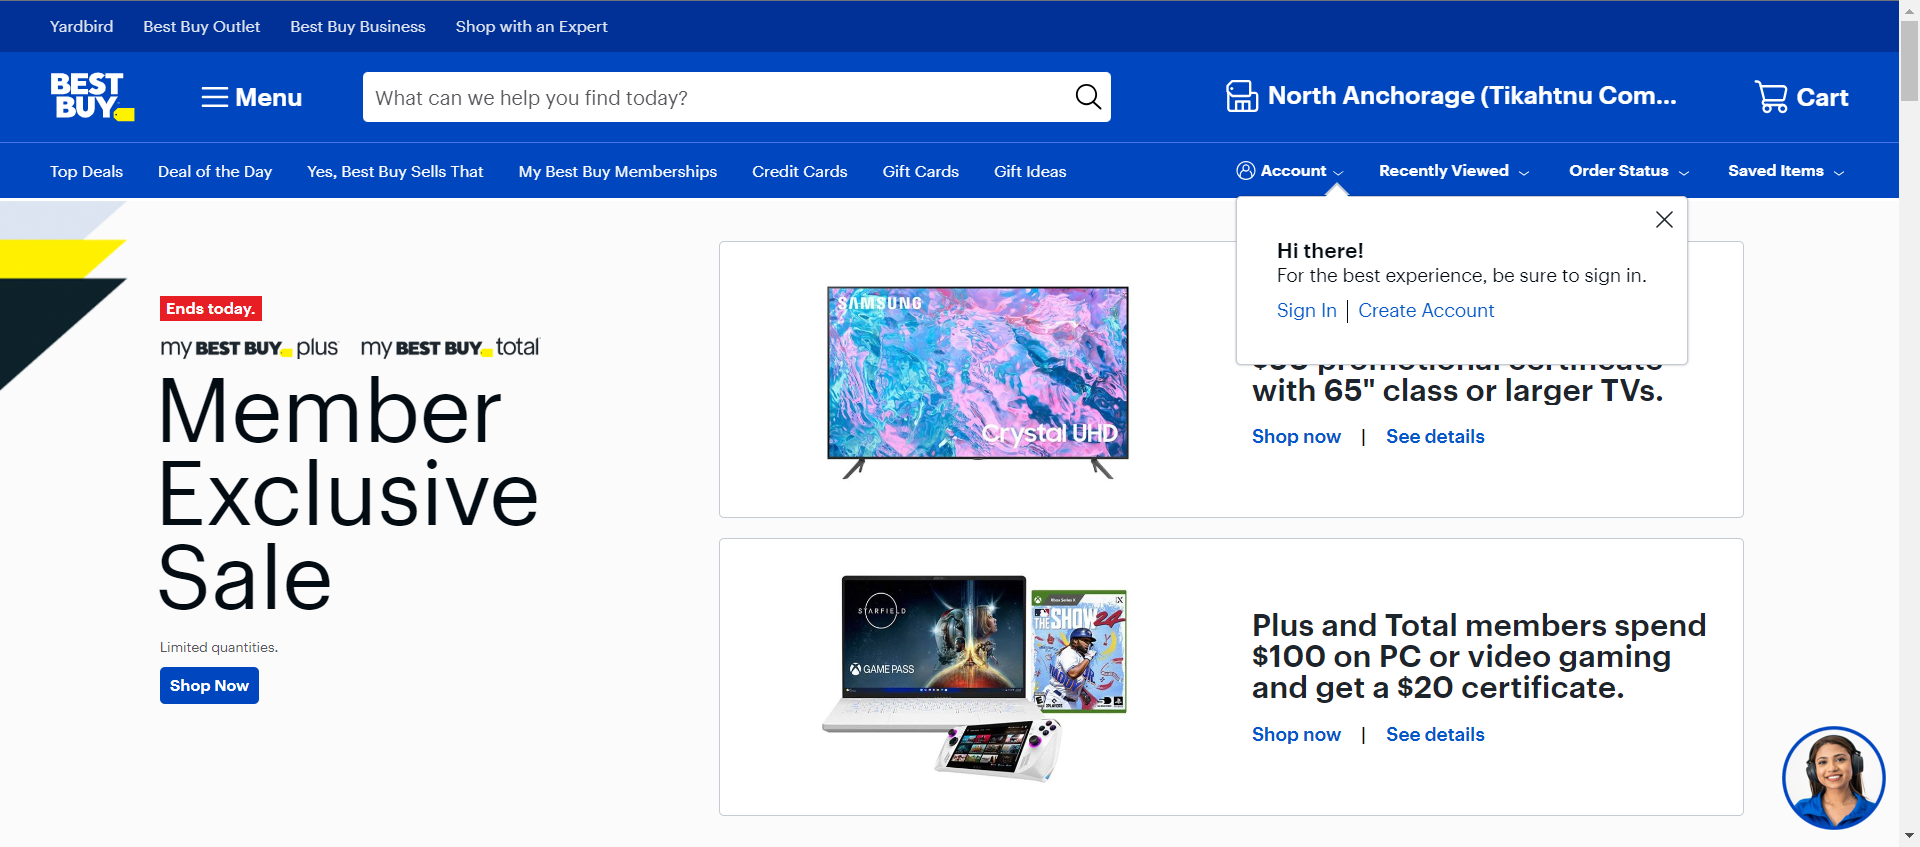 Yardbird
Best Buy Outlet
Best Buy Business
Shop with an Expert
BEST
BUY
Menu
What can we help you find today?
North Anchorage (Tikahtnu Com...
Cart
Top Deals
Deal of the Day
Yes, Best Buy Sells That
My Best Buy Memberships
Credit Cards
Gift Cards
Gift Ideas
Account
Recently Viewed
Order Status
Saved Items
Hi there!
For the best experience, be sure to sign in.
Sign In | Create Account
Ends today.
my BEST BUY plus
my BEST BUY total
Member
Exclusive
Sale
Limited quantities.
Shop Now
SAMSUNG
Crystal UHD
promotional certificate
with 65" class or larger TVs.
Shop now | See details
STARFIELD
GAME PASS
Xbox Series X
MLB
THE SHOW 24
Plus and Total members spend
$100 on PC or video gaming
and get a $20 certificate.
Shop now | See details